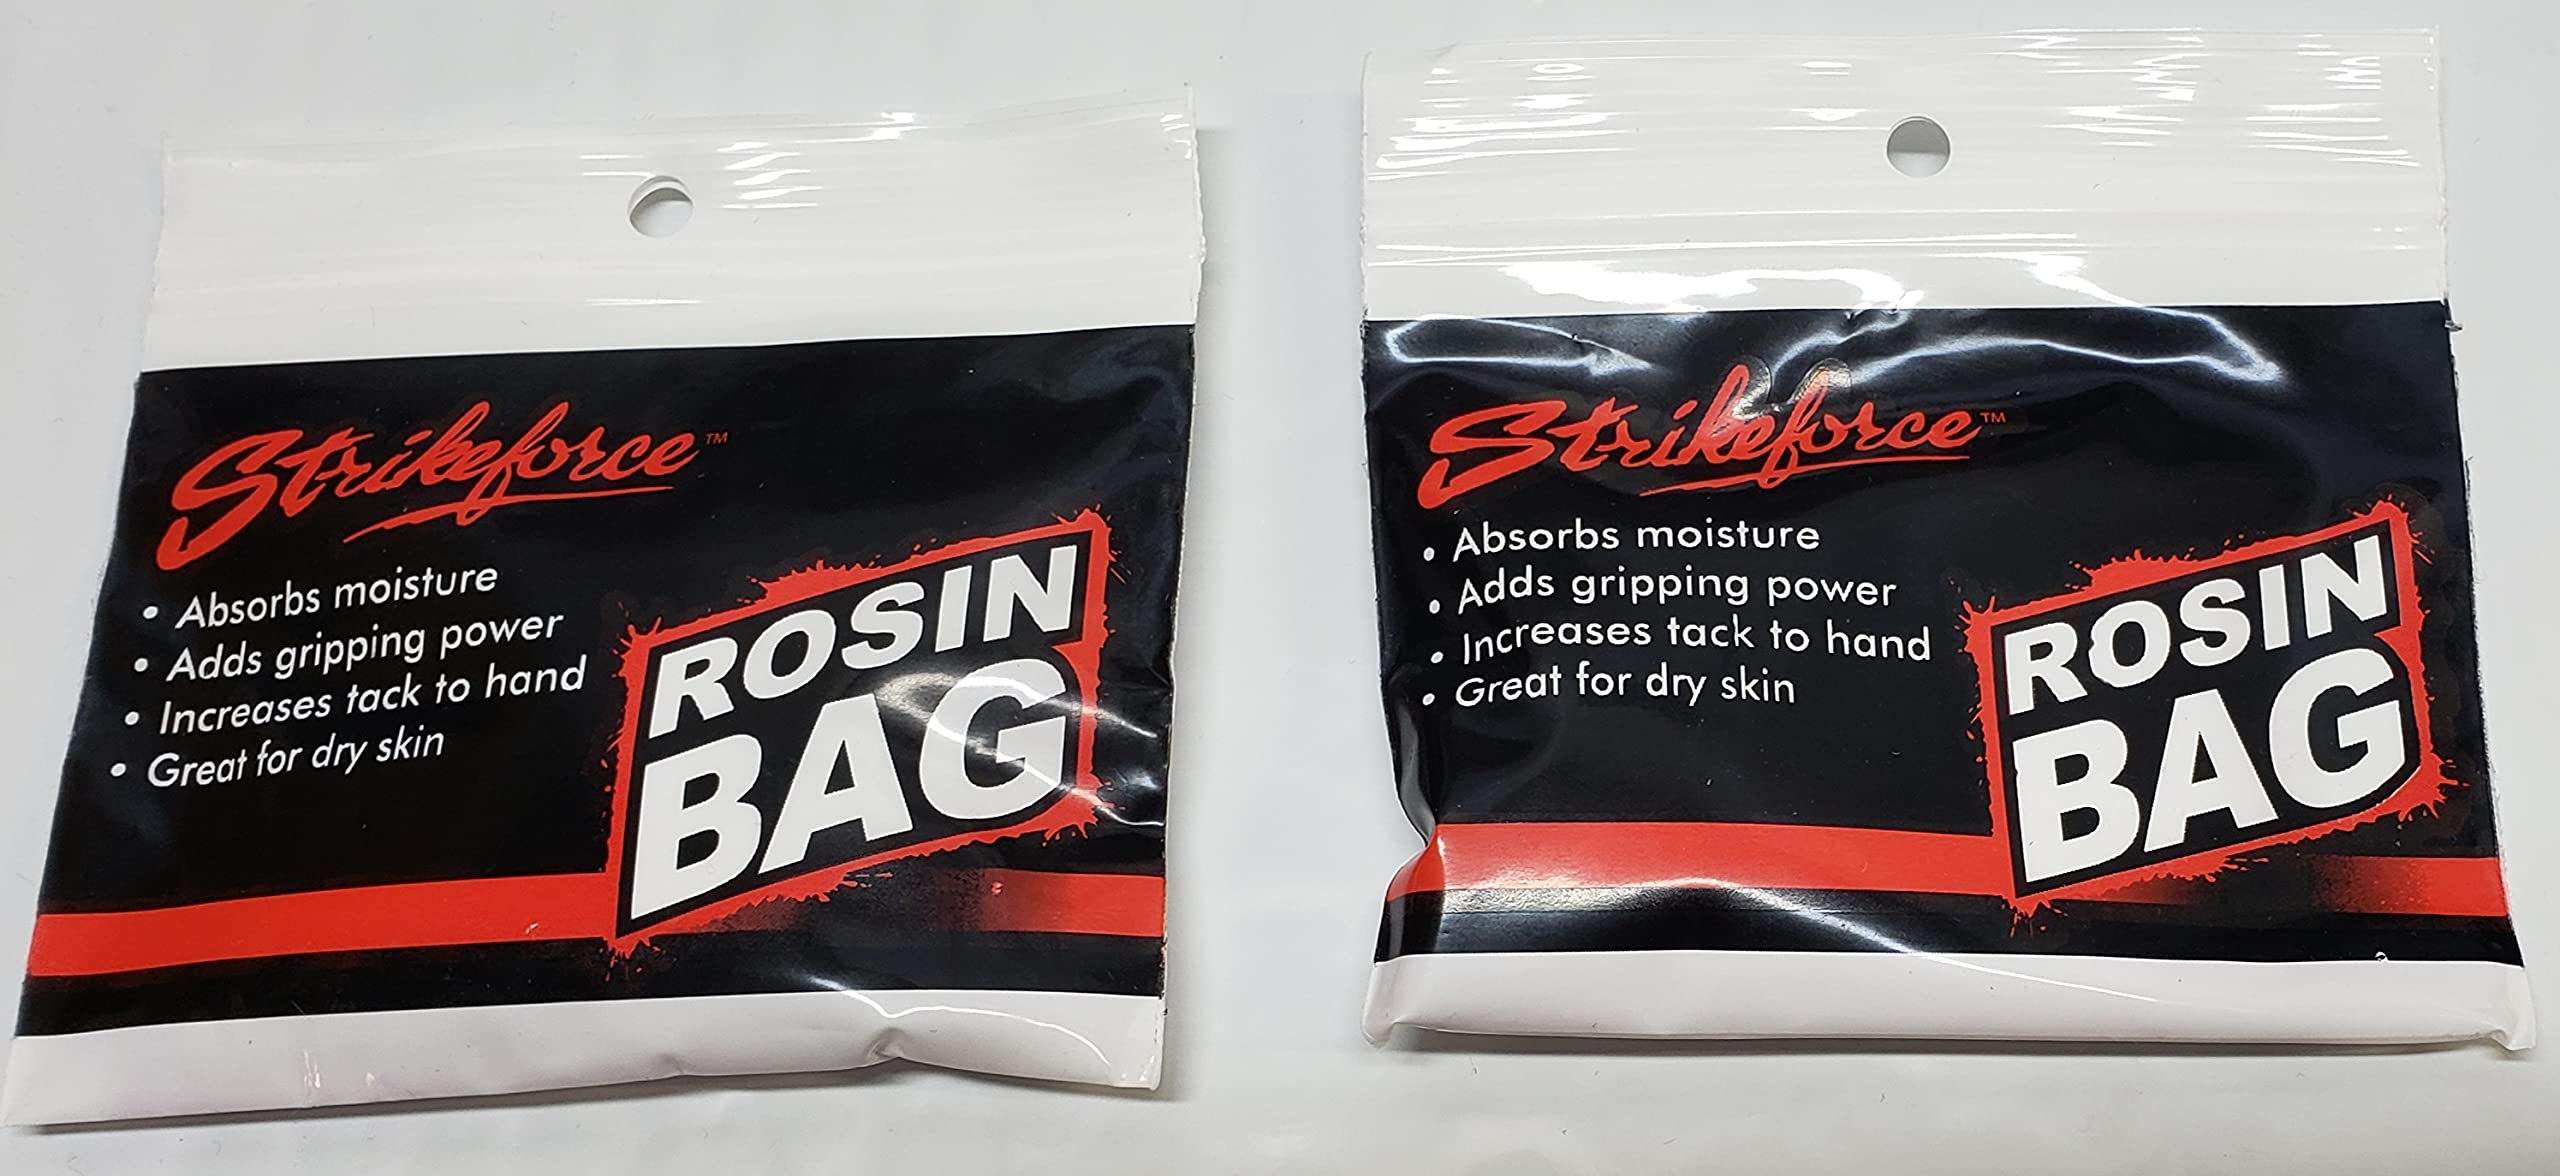 Strikeforce™
• Absorbs moisture
• Adds gripping power
• Increases tack to hand
• Great for dry skin
ROSIN
BAG
Strikeforce™
• Absorbs moisture
• Adds gripping power
• Increases tack to hand
• Great for dry skin
ROSIN
BAG